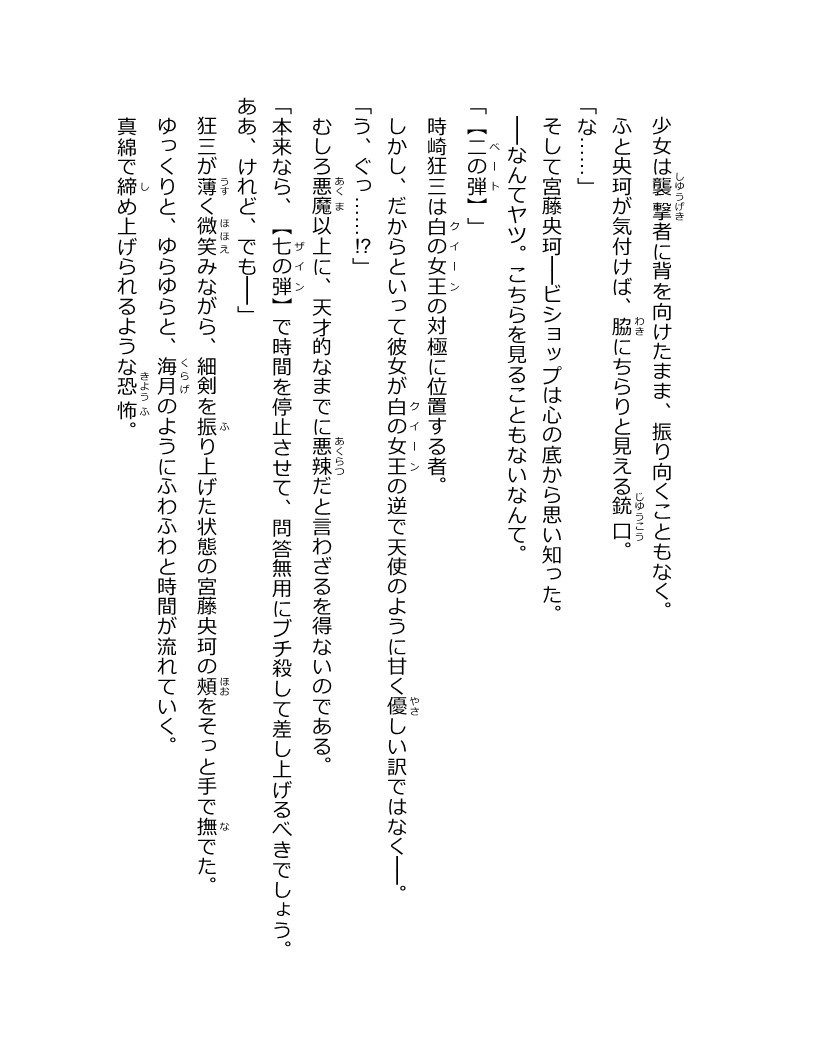 少女は襲撃者に背を向けたまま、振り向くこともなく。
ふと央珂が気付けば、脇にちらりと見える銃口。
「な……」
そして宮藤央珂――ビショップは心の底から思い知った。
――なんてヤツ。こちらを見ることもないなんて。
「【二の弾】」
時崎狂三は白の女王の対極に位置する者。
しかし、だからといって彼女が白の女王の逆で天使のように甘く優しい訳ではなく――。
「う、ぐっ……!?」
むしろ悪魔以上に、天才的なまでに悪辣だと言わざるを得ないのである。
「本来なら、【七の弾】で時間を停止させて、問答無用にブチ殺して差し上げるべきでしょう。
ああ、けれど、でも――」
狂三が薄く微笑みながら、細剣を振り上げた状態の宮藤央珂の頰をそっと手で撫でた。
ゆっくりと、ゆらゆらと、海月のようにふわふわと時間が流れていく。
真綿で締め上げられるような恐怖。